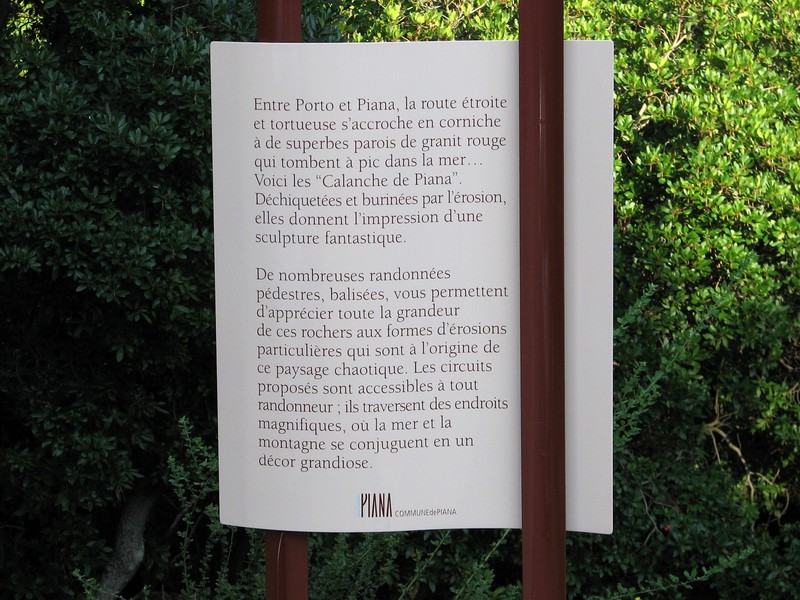 Entre Porto et Piana, la route étroite
et tortueuse s'accroche en corniche
à de superbes parois de granit rouge
qui tombent à pic dans la mer…
Voici les “Calanche de Piana”.
Déchiquetées et burinées par l'érosion,
elles donnent l'impression d'une
sculpture fantastique.
De nombreuses randonnées
pédestres, balisées, vous permettent
d'apprécier toute la grandeur
de ces rochers aux formes d'érosions
particulières qui sont à l'origine de
ce paysage chaotique. Les circuits
proposés sont accessibles à tout
randonneur ; ils traversent des endroits
magnifiques, où la mer et la
montagne se conjuguent en un
décor grandiose.
PIANA COMMUNEdePIANA